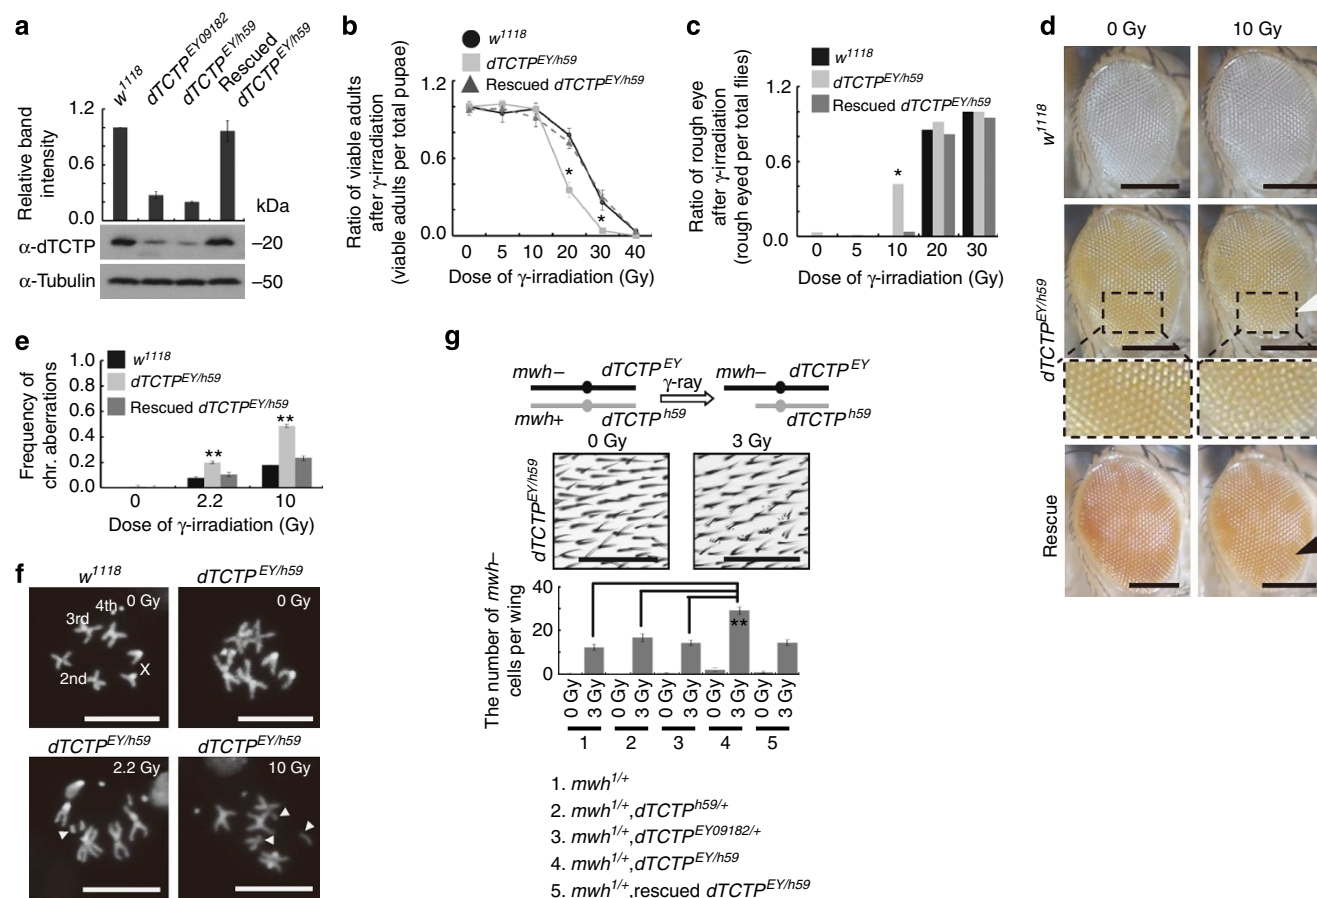 a
w1118
dTCTPEY09182
dTCTPEY/h59
Rescued
dTCTPEY/h59
Relative band
intensity
1.2
0.6
0.0
kDa
α-dTCTP
–20
α-Tubulin
–50
b
w1118
dTCTPEY/h59
Rescued dTCTPEY/h59
Ratio of viable adults
after γ-irradiation
(viable adults per total pupae)
1.2
0.6
0.0
*
*
0 5 10 20 30 40
Dose of γ-irradiation (Gy)
c
w1118
dTCTPEY/h59
Rescued dTCTPEY/h59
Ratio of rough eye
after γ-irradiation
(rough eyed per total flies)
1.2
0.6
0.0
*
0 5 10 20 30
Dose of γ-irradiation (Gy)
d
0 Gy 10 Gy
w1118
dTCTPEY/h59
Rescue
e
w1118
dTCTPEY/h59
Rescued dTCTPEY/h59
Frequency of
chr. aberrations
1.0
0.8
0.6
0.4
0.2
0.0
**
**
0 2.2 10
Dose of γ-irradiation (Gy)
f
w1118
dTCTPEY/h59
0 Gy
4th
3rd
2nd
X
0 Gy
dTCTPEY/h59
dTCTPEY/h59
2.2 Gy
10 Gy
g
mwh– dTCTPEY
mwh+ dTCTPh59
γ-ray
mwh– dTCTPEY
dTCTPh59
0 Gy 3 Gy
dTCTPEY/h59
The number of mwh–
cells per wing
40
20
0
**
0 Gy 3 Gy 0 Gy 3 Gy 0 Gy 3 Gy 0 Gy 3 Gy 0 Gy 3 Gy
1 2 3 4 5
1. mwh1/+
2. mwh1/+,dTCTPh59/+
3. mwh1/+,dTCTPEY09182/+
4. mwh1/+,dTCTPEY/h59
5. mwh1/+,rescued dTCTPEY/h59